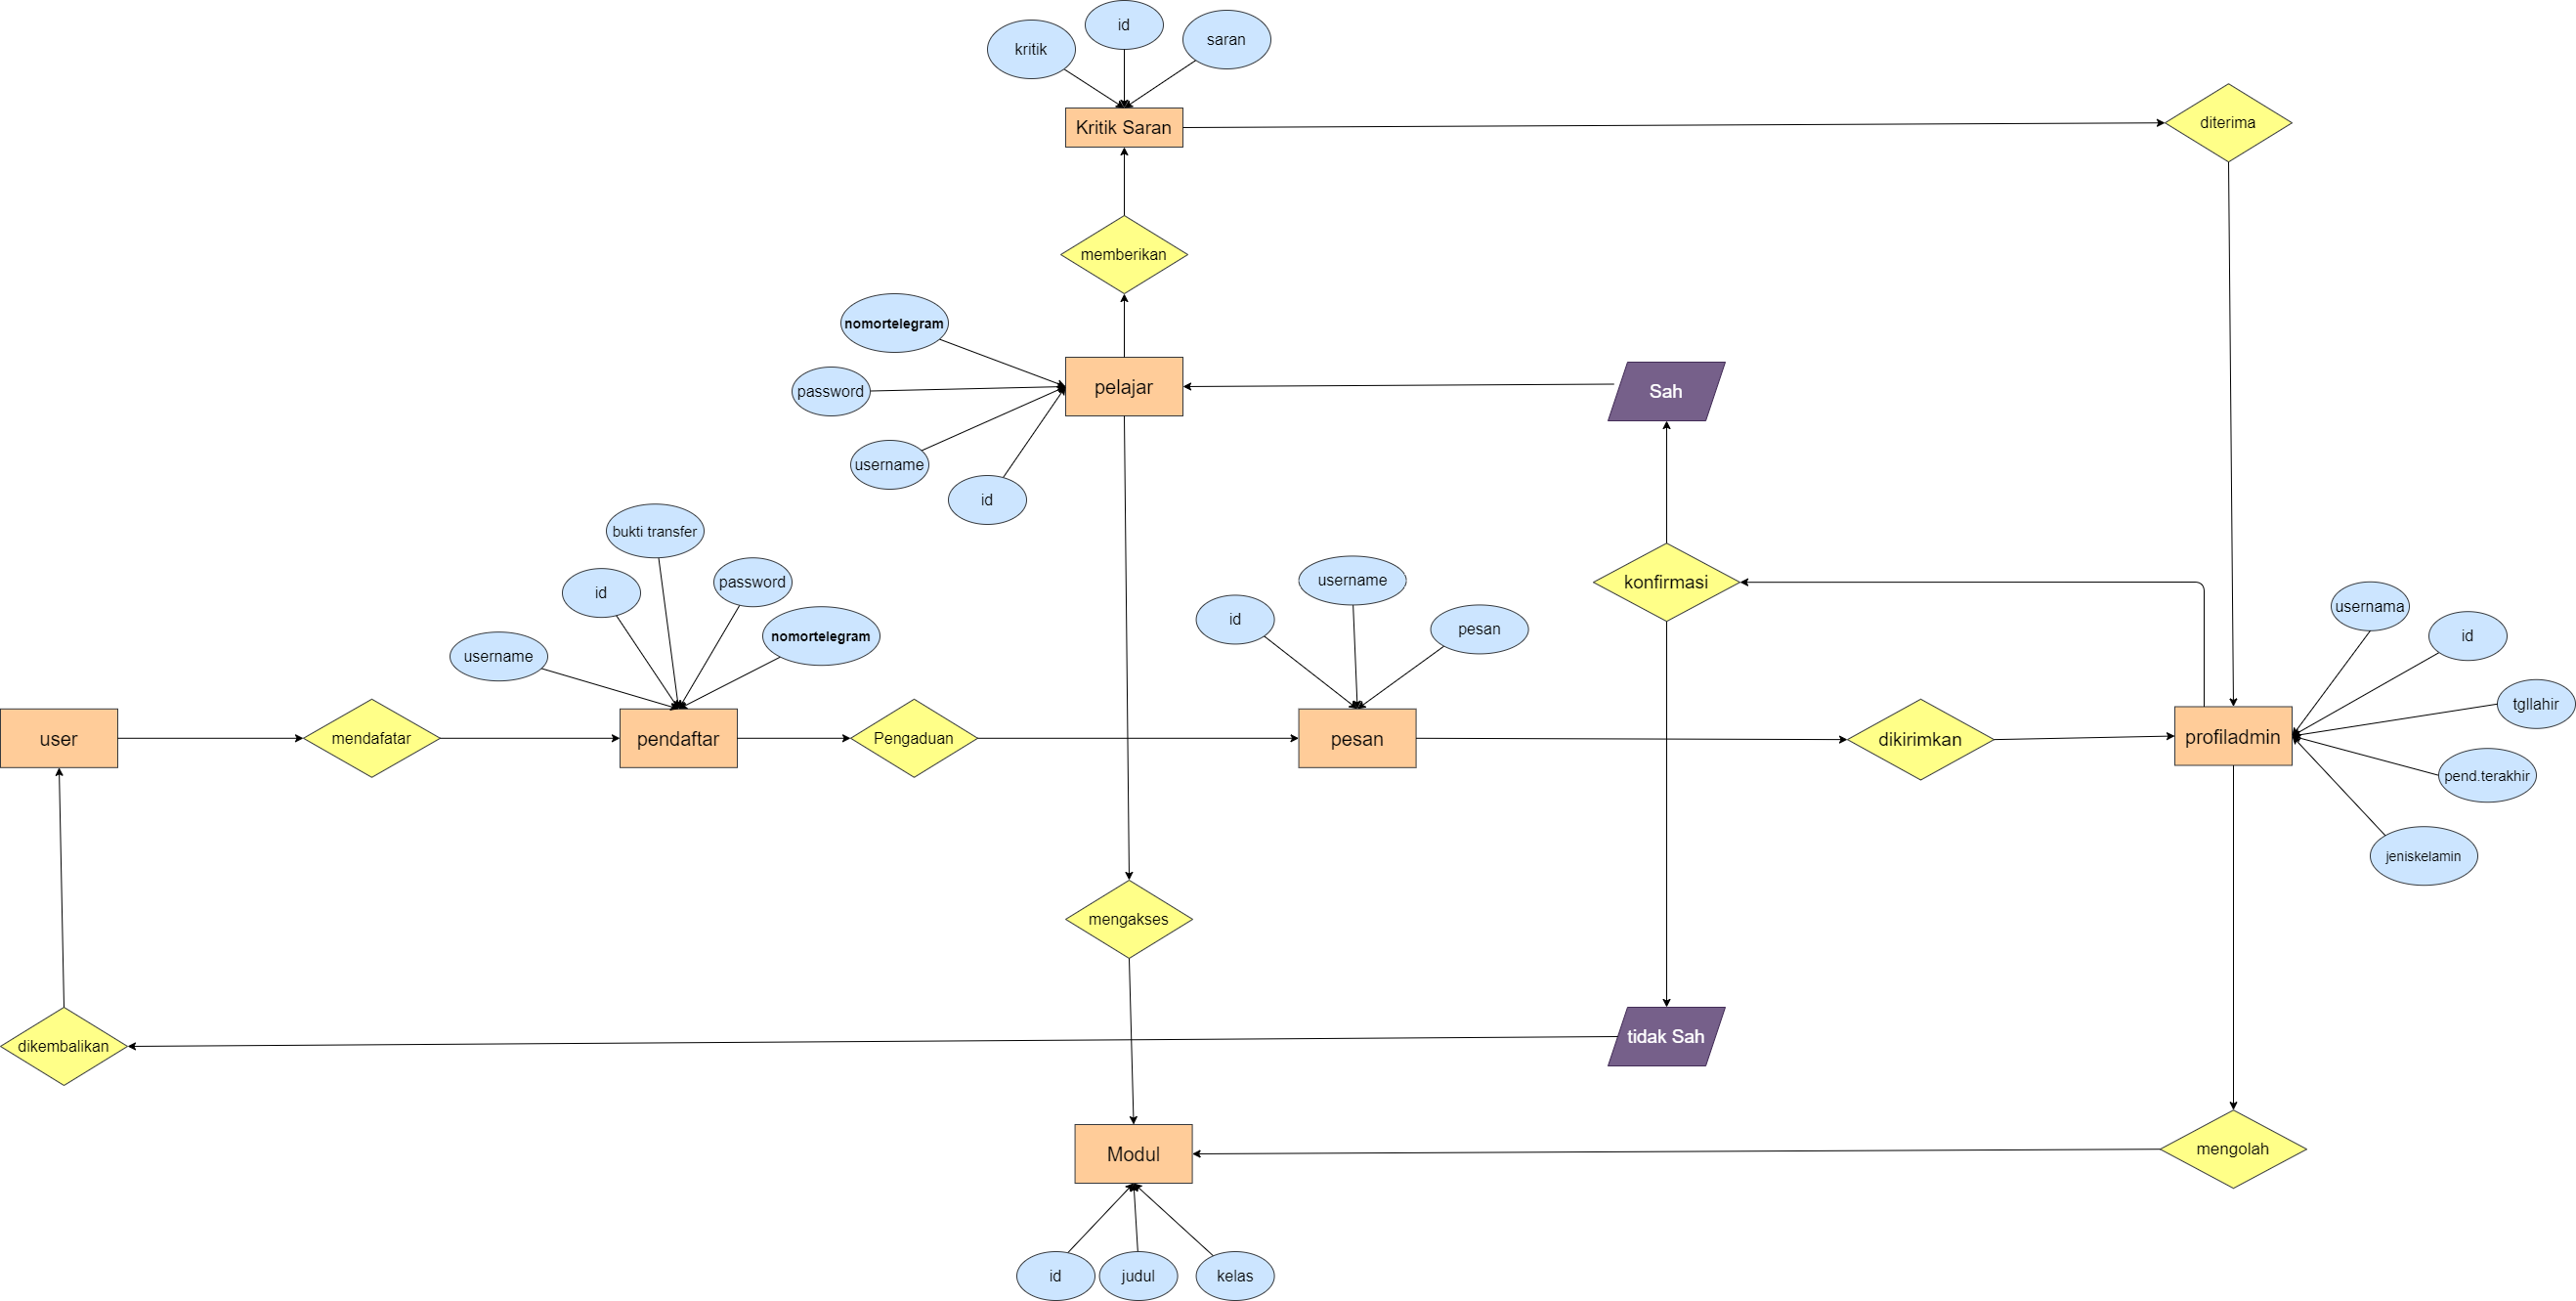 id
saran
kritik
Kritik Saran
diterima
memberikan
nomortelegram
pelajar
password
Sah
username
id
bukti transfer
id
password
konfirmasi
username
usernama
id
nomortelegram
pesan
id
username
tgllahir
user
mendafatar
pendaftar
Pengaduan
pesan
dikirimkan
profiladmin
pend.terakhir
jeniskelamin
mengakses
dikembalikan
tidak Sah
Modul
mengolah
id
judul
kelas